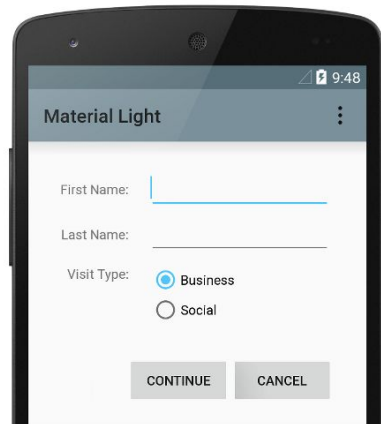 9:48
Material Light
First Name:
Last Name:
Visit Type:
Business
Social
CONTINUE CANCEL